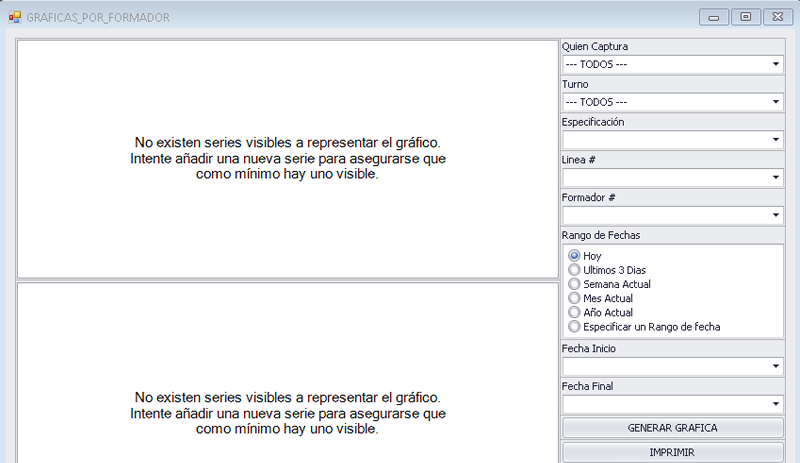 GRAFICAS_POR_FORMADOR
No existen series visibles a representar el gráfico.
Intente añadir una nueva serie para asegurarse que
como mínimo hay uno visible.
No existen series visibles a representar el gráfico.
Intente añadir una nueva serie para asegurarse que
como mínimo hay uno visible.
Quien Captura
--- TODOS ---
Turno
--- TODOS ---
Especificación
Linea #
Formador #
Rango de Fechas
Hoy
Ultimos 3 Dias
Semana Actual
Mes Actual
Año Actual
Especificar un Rango de fecha
Fecha Inicio
Fecha Final
GENERAR GRAFICA
IMPRIMIR